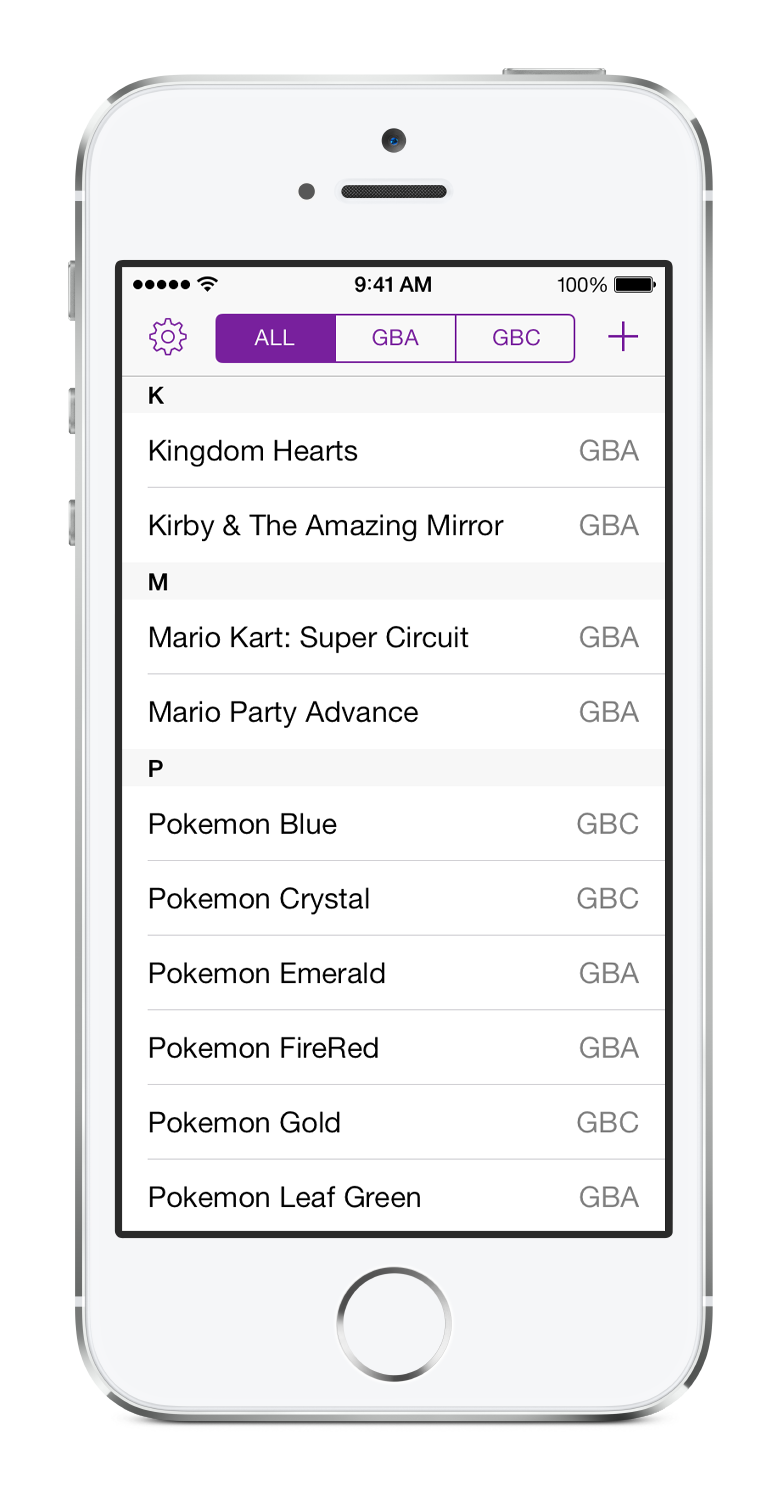 9:41 AM 100%
ALL GBA GBC
K
Kingdom Hearts GBA
Kirby & The Amazing Mirror GBA
M
Mario Kart: Super Circuit GBA
Mario Party Advance GBA
P
Pokemon Blue GBC
Pokemon Crystal GBC
Pokemon Emerald GBA
Pokemon FireRed GBA
Pokemon Gold GBC
Pokemon Leaf Green GBA